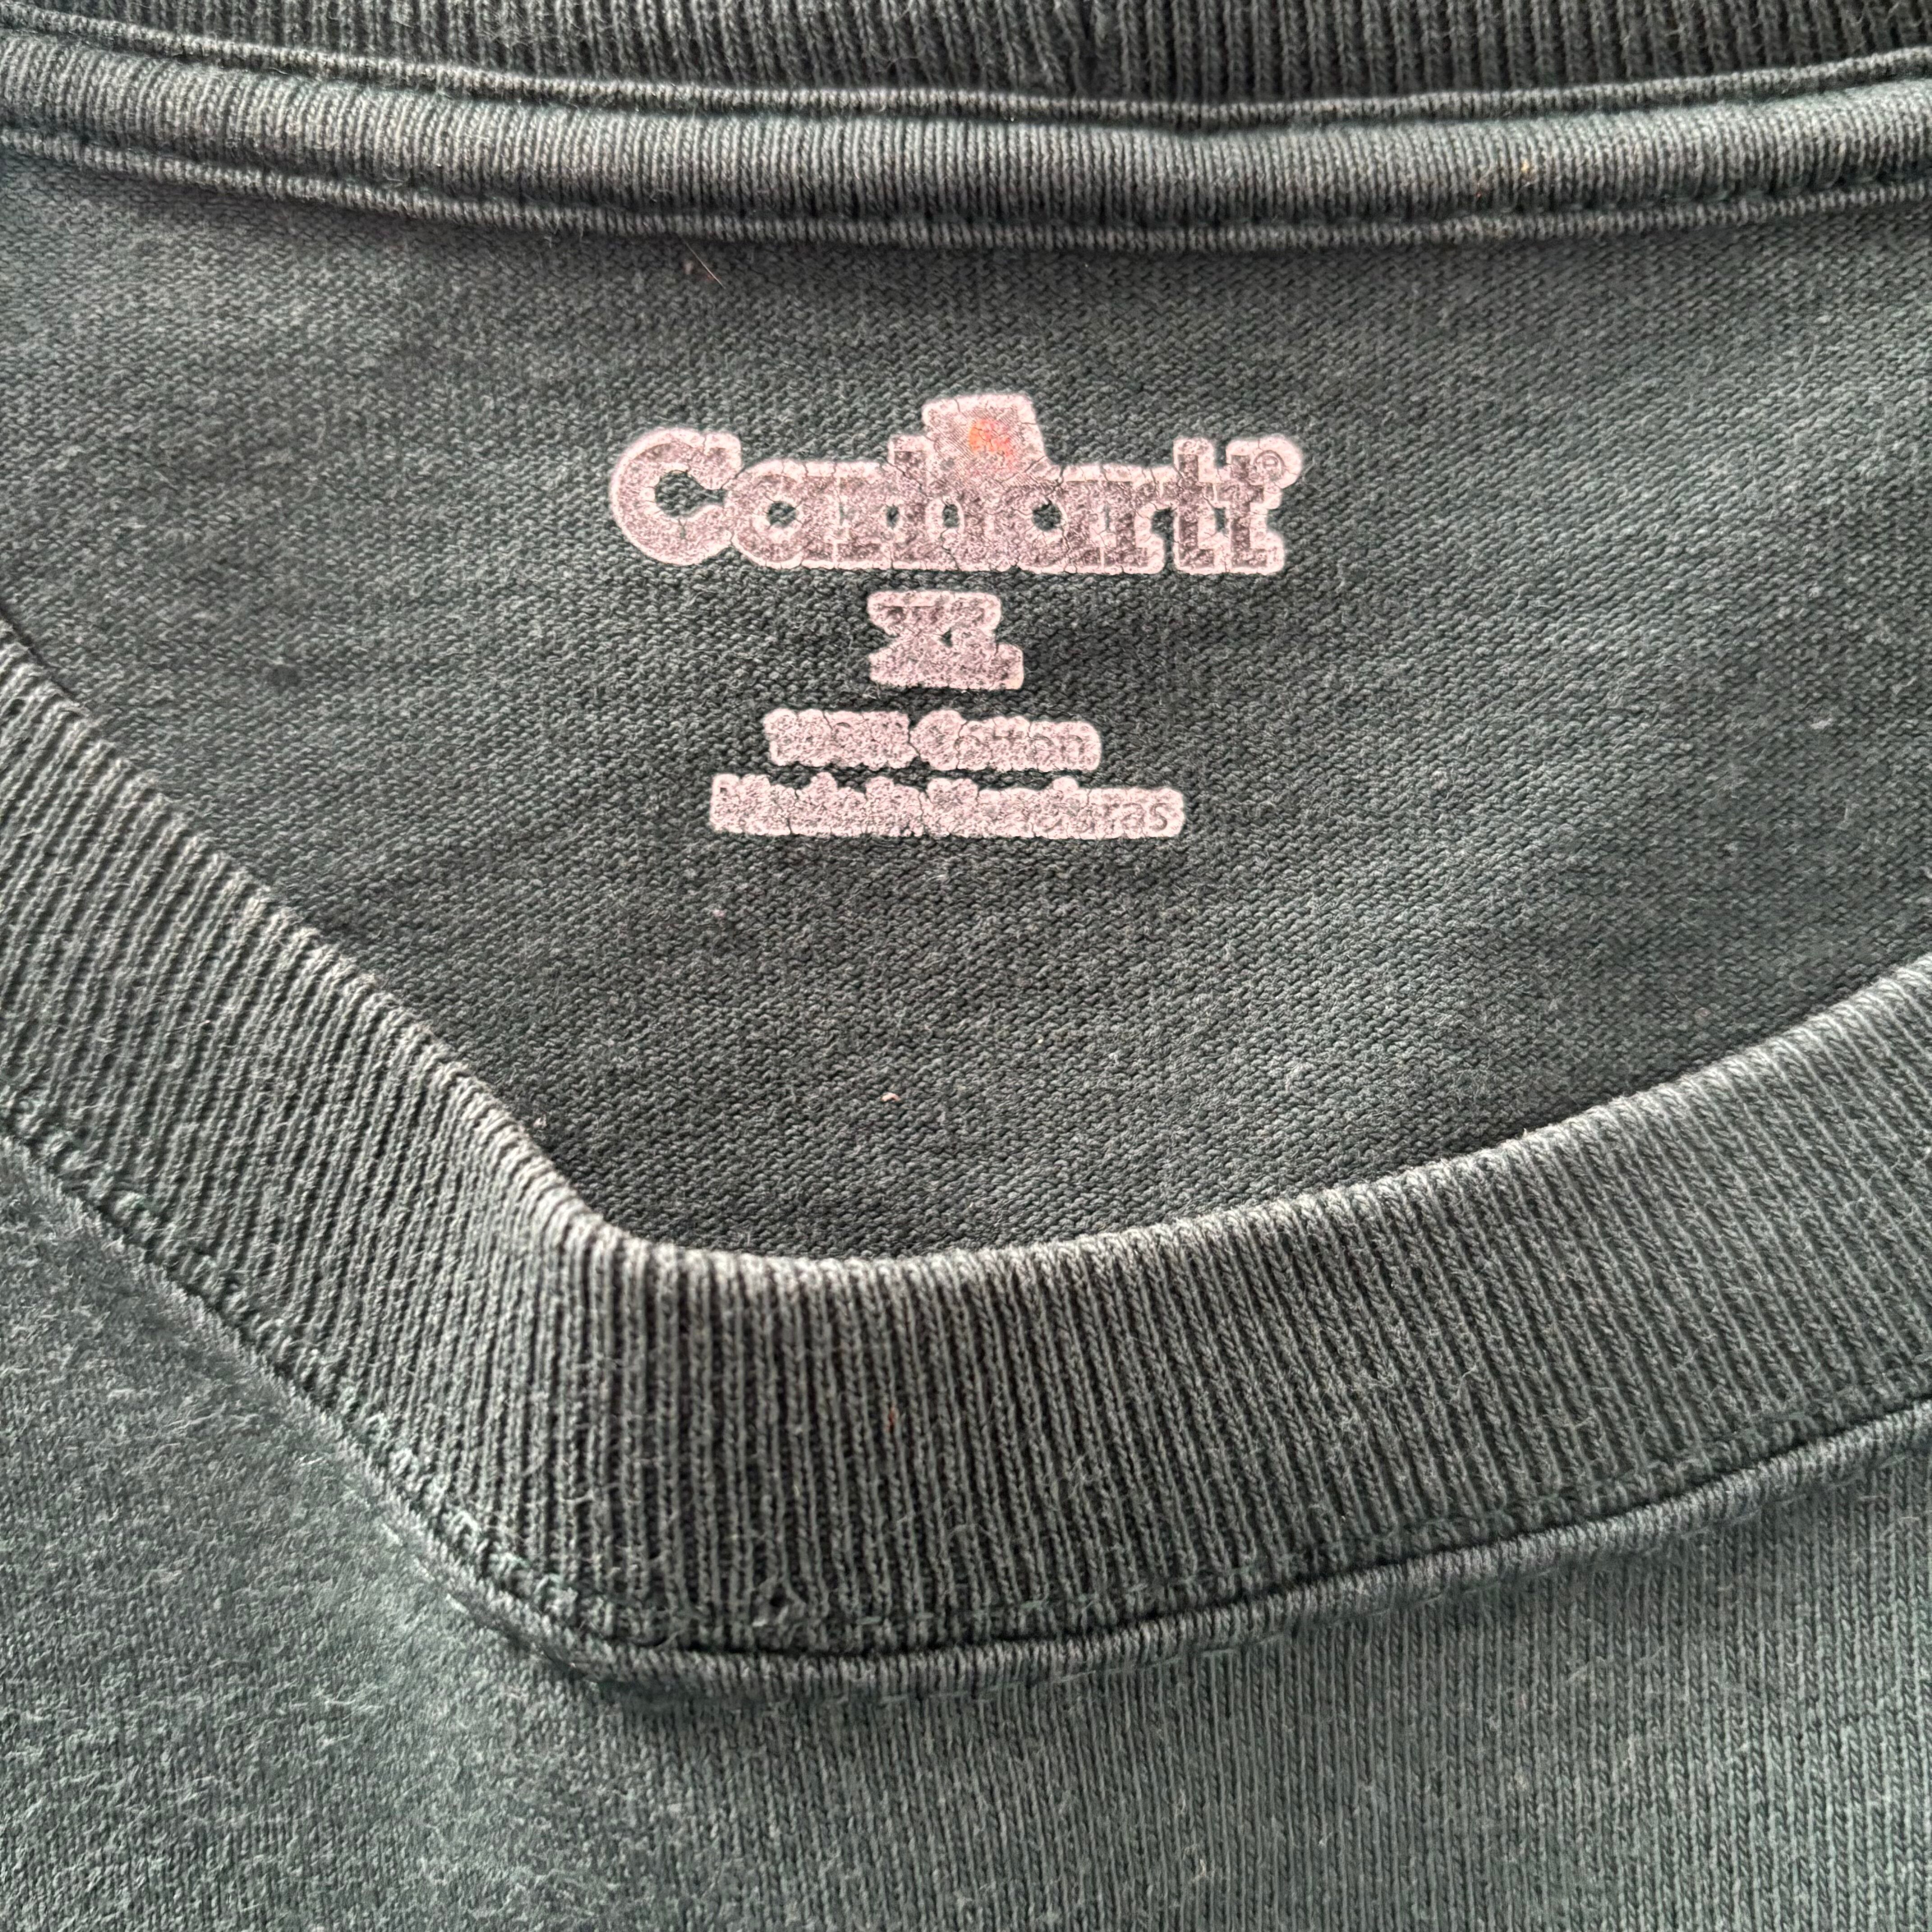 Carhartt®
XL
100% Cotton
Made in Honduras